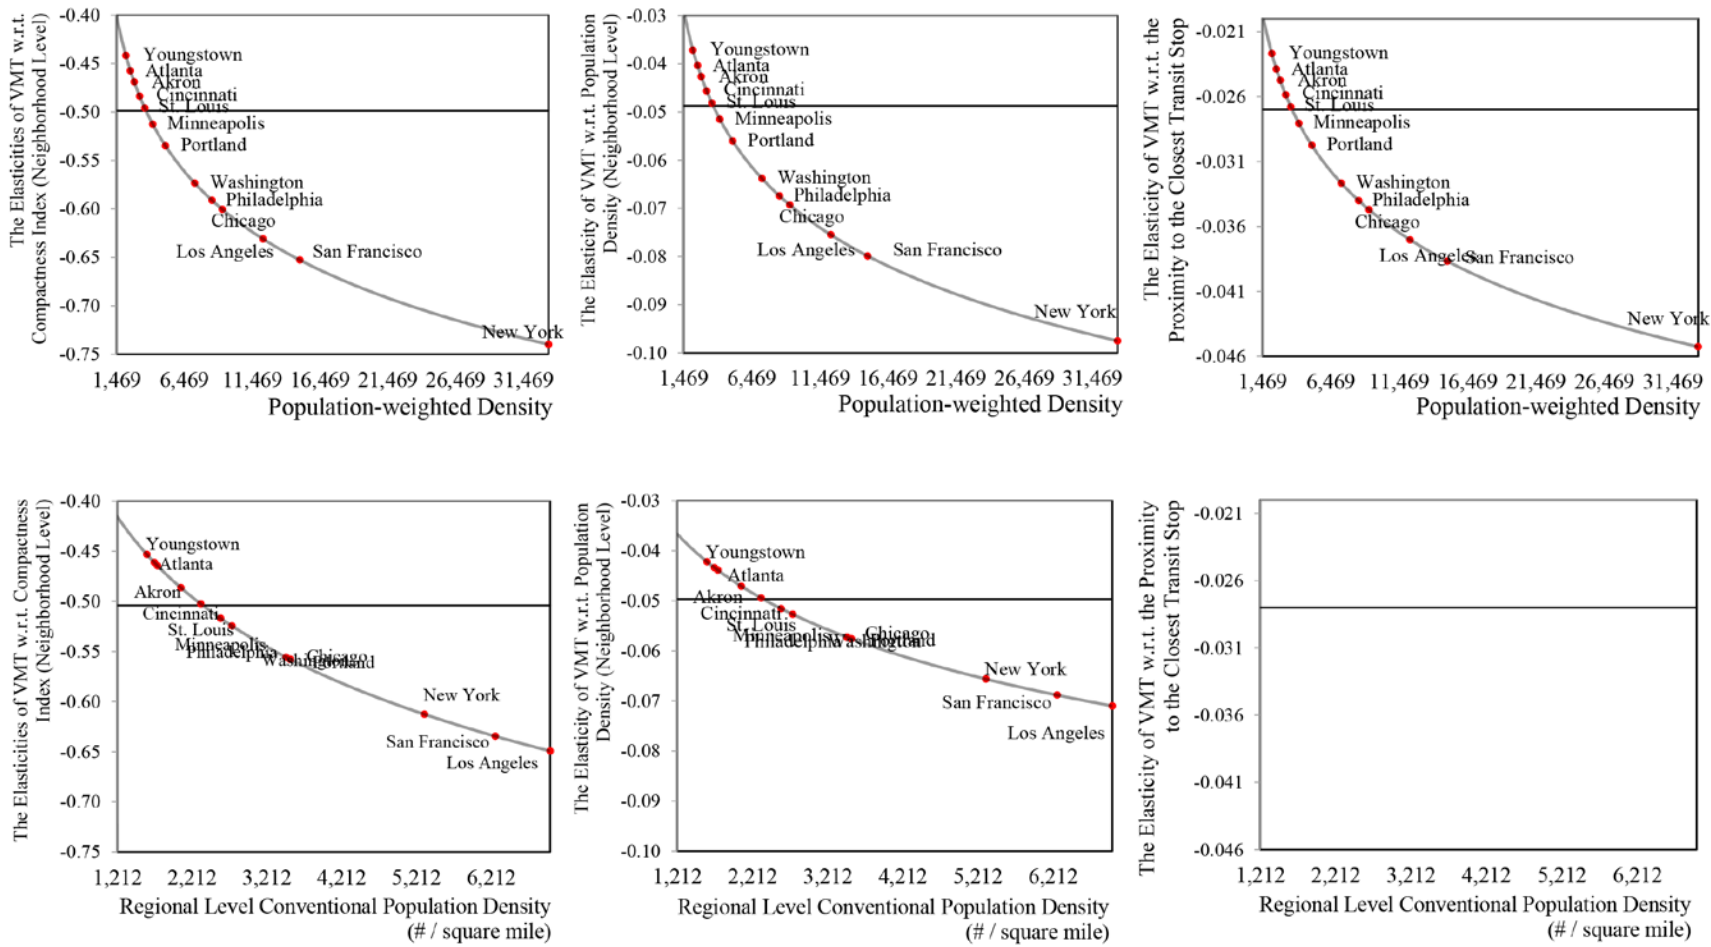 The Elasticities of VMT w.r.t.
Compactness Index (Neighborhood Level)
-0.40
-0.45
-0.50
-0.55
-0.60
-0.65
-0.70
-0.75
Youngstown
Atlanta
Akron
Cincinnati
St. Louis
Minneapolis
Portland
Washington
Philadelphia
Chicago
Los Angeles
San Francisco
New York
1,469 6,469 11,469 16,469 21,469 26,469 31,469
Population-weighted Density
The Elasticity of VMT w.r.t. Population
Density (Neighborhood Level)
-0.03
-0.04
-0.05
-0.06
-0.07
-0.08
-0.09
-0.10
Youngstown
Atlanta
Akron
Cincinnati
St. Louis
Minneapolis
Portland
Washington
Philadelphia
Chicago
Los Angeles
San Francisco
New York
1,469 6,469 11,469 16,469 21,469 26,469 31,469
Population-weighted Density
The Elasticity of VMT w.r.t. the
Proximity to the Closest Transit Stop
-0.021
-0.026
-0.031
-0.036
-0.041
-0.046
Youngstown
Atlanta
Akron
Cincinnati
St. Louis
Minneapolis
Portland
Washington
Philadelphia
Chicago
Los Angeles
San Francisco
New York
1,469 6,469 11,469 16,469 21,469 26,469 31,469
Population-weighted Density
The Elasticities of VMT w.r.t. Compactness
Index (Neighborhood Level)
-0.40
-0.45
-0.50
-0.55
-0.60
-0.65
-0.70
-0.75
Youngstown
Atlanta
Akron
Cincinnati
St. Louis
Minneapolis
Philadelphia
Washington
Chicago
Portland
New York
San Francisco
Los Angeles
1,212 2,212 3,212 4,212 5,212 6,212
Regional Level Conventional Population Density
(# / square mile)
The Elasticity of VMT w.r.t. Population
Density (Neighborhood Level)
-0.03
-0.04
-0.05
-0.06
-0.07
-0.08
-0.09
-0.10
Youngstown
Atlanta
Akron
Cincinnati
St. Louis
Minneapolis
Philadelphia
Washington
Chicago
Portland
New York
San Francisco
Los Angeles
1,212 2,212 3,212 4,212 5,212 6,212
Regional Level Conventional Population Density
(# / square mile)
The Elasticity of VMT w.r.t. the Proximity
to the Closest Transit Stop
-0.021
-0.026
-0.031
-0.036
-0.041
-0.046
1,212 2,212 3,212 4,212 5,212 6,212
Regional Level Conventional Population Density
(# / square mile)